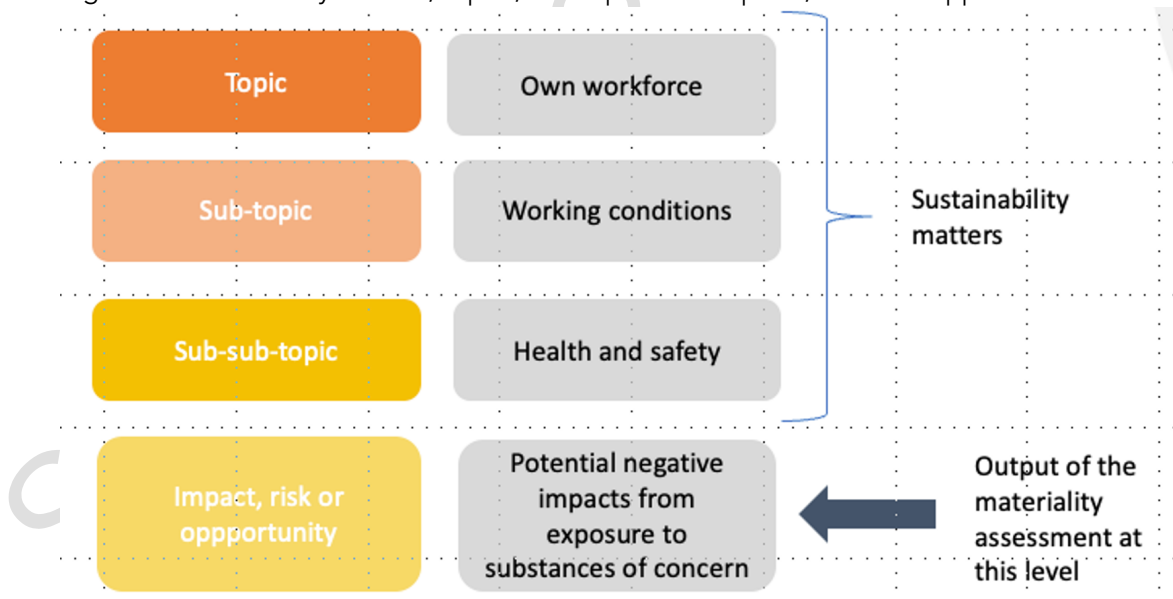 Topic
Own workforce
Sub-topic
Working conditions
Sustainability
matters
Sub-sub-topic
Health and safety
Impact, risk or
oppportunity
Potential negative
impacts from
exposure to
substances of concern
Output of the
materiality
assessment at
this level